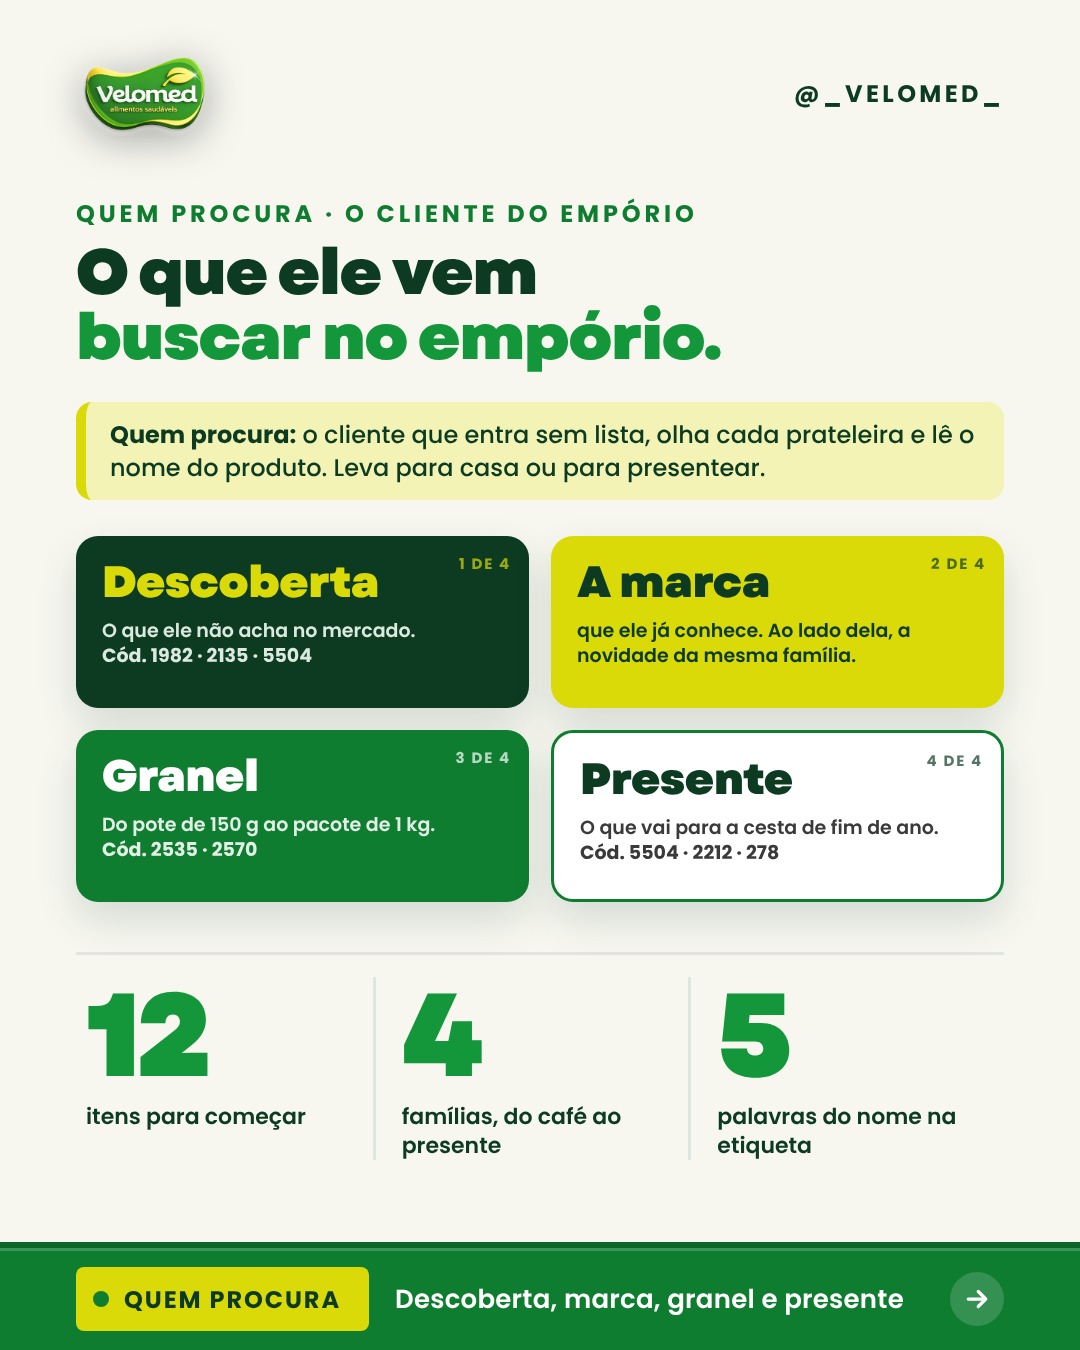 Velomed
alimentos saudáveis
@_VELOMED_
QUEM PROCURA · O CLIENTE DO EMPÓRIO
O que ele vem
buscar no empório.
Quem procura: o cliente que entra sem lista, olha cada prateleira e lê o
nome do produto. Leva para casa ou para presentear.
Descoberta
1 DE 4
O que ele não acha no mercado.
Cód. 1982 · 2135 · 5504
A marca
2 DE 4
que ele já conhece. Ao lado dela, a
novidade da mesma família.
Granel
3 DE 4
Do pote de 150 g ao pacote de 1 kg.
Cód. 2535 · 2570
Presente
4 DE 4
O que vai para a cesta de fim de ano.
Cód. 5504 · 2212 · 278
12
itens para começar
4
famílias, do café ao
presente
5
palavras do nome na
etiqueta
QUEM PROCURA
Descoberta, marca, granel e presente